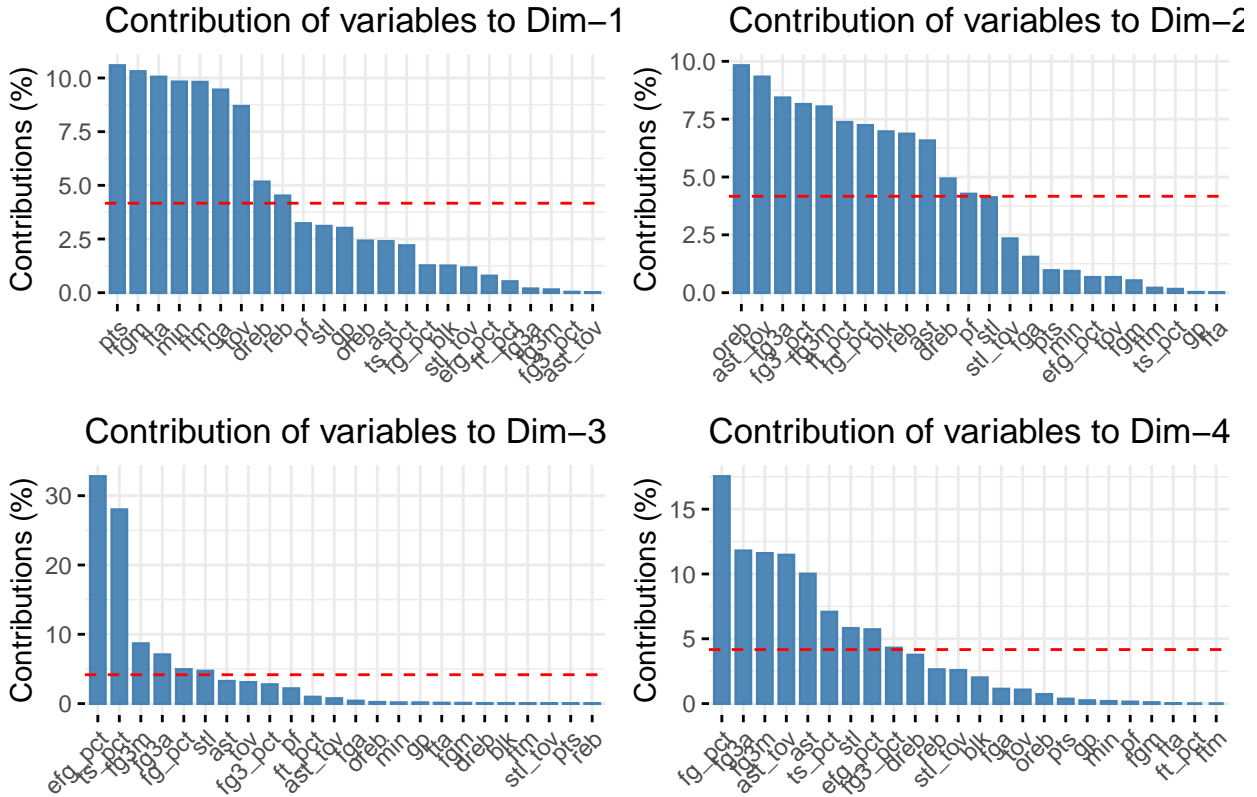 Contribution of variables to Dim−1
Contributions (%)
10.0
7.5
5.0
2.5
0.0
pts
fgm
fta
min
ftm
fga
tov
dreb
reb
pf
stl
gp
oreb
ast
ts_pct
fg_pct
blk
stl_tov
efg_pct
ft_pct
fg3a
fg3m
fg3_pct
ast_tov
Contribution of variables to Dim−2
Contributions (%)
10.0
7.5
5.0
2.5
0.0
oreb
ast_tov
fg3a
fg3_pct
fg3m
ft_pct
fg_pct
blk
reb
ast
dreb
pf
stl
stl_tov
fga
pts
min
efg_pct
tov
fgm
ftm
ts_pct
gp
fta
Contribution of variables to Dim−3
Contributions (%)
30
20
10
0
efg_pct
ts_pct
fg3m
fg3a
fg_pct
stl
ast
tov
fg3_pct
pf
ft_pct
ast_tov
fga
oreb
min
gp
fta
fgm
dreb
blk
ftm
stl_tov
pts
reb
Contribution of variables to Dim−4
Contributions (%)
15
10
5
0
fg_pct
fg3a
fg3m
ast_tov
ast
ts_pct
stl
efg_pct
fg3_pct
dreb
reb
stl_tov
blk
fga
tov
oreb
pts
gp
min
pf
fgm
fta
ft_pct
ftm